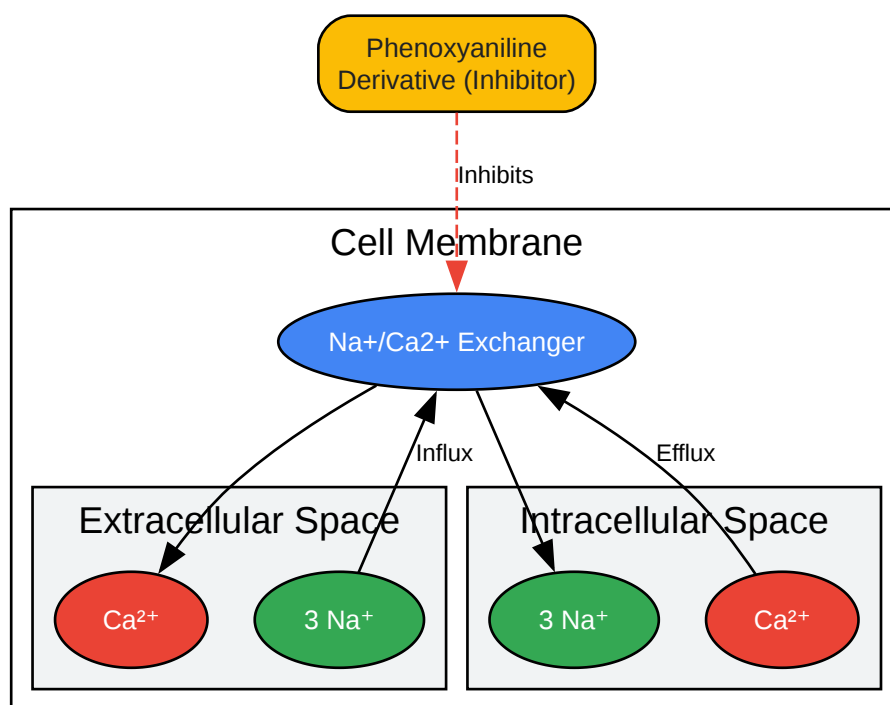 Phenoxyaniline
Derivative (Inhibitor)
Inhibits
Cell Membrane
Na+/Ca2+ Exchanger
Influx
Efflux
Extracellular Space
Intracellular Space
Ca²⁺
3 Na⁺
3 Na⁺
Ca²⁺